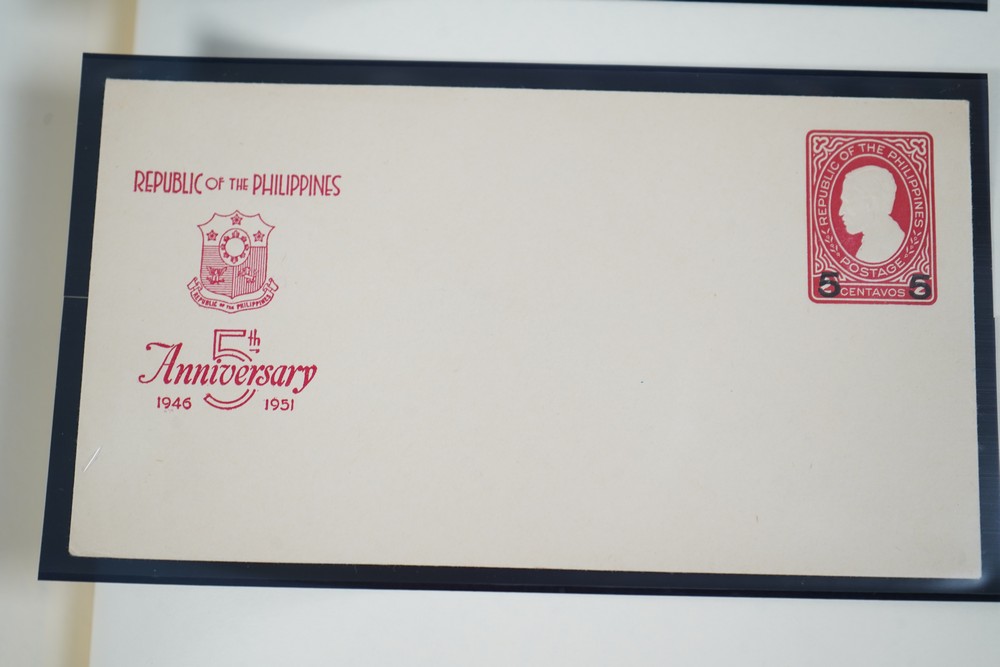 REPUBLIC OF THE PHILIPPINES
REPUBLIC OF THE PHILIPPINES
5th
Anniversary
1946 1951
REPUBLIC OF THE PHILIPPINES
POSTAGE
5 CENTAVOS 5